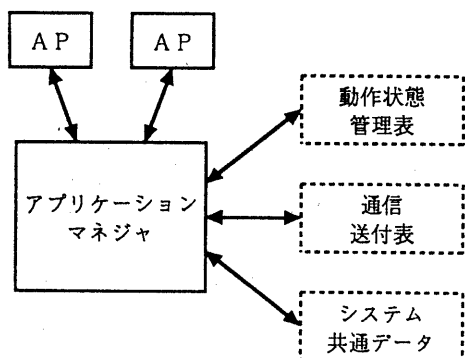 AP
AP
動作状態
管理表
アプリケーション
マネジャ
通信
送付表
システム
共通データ